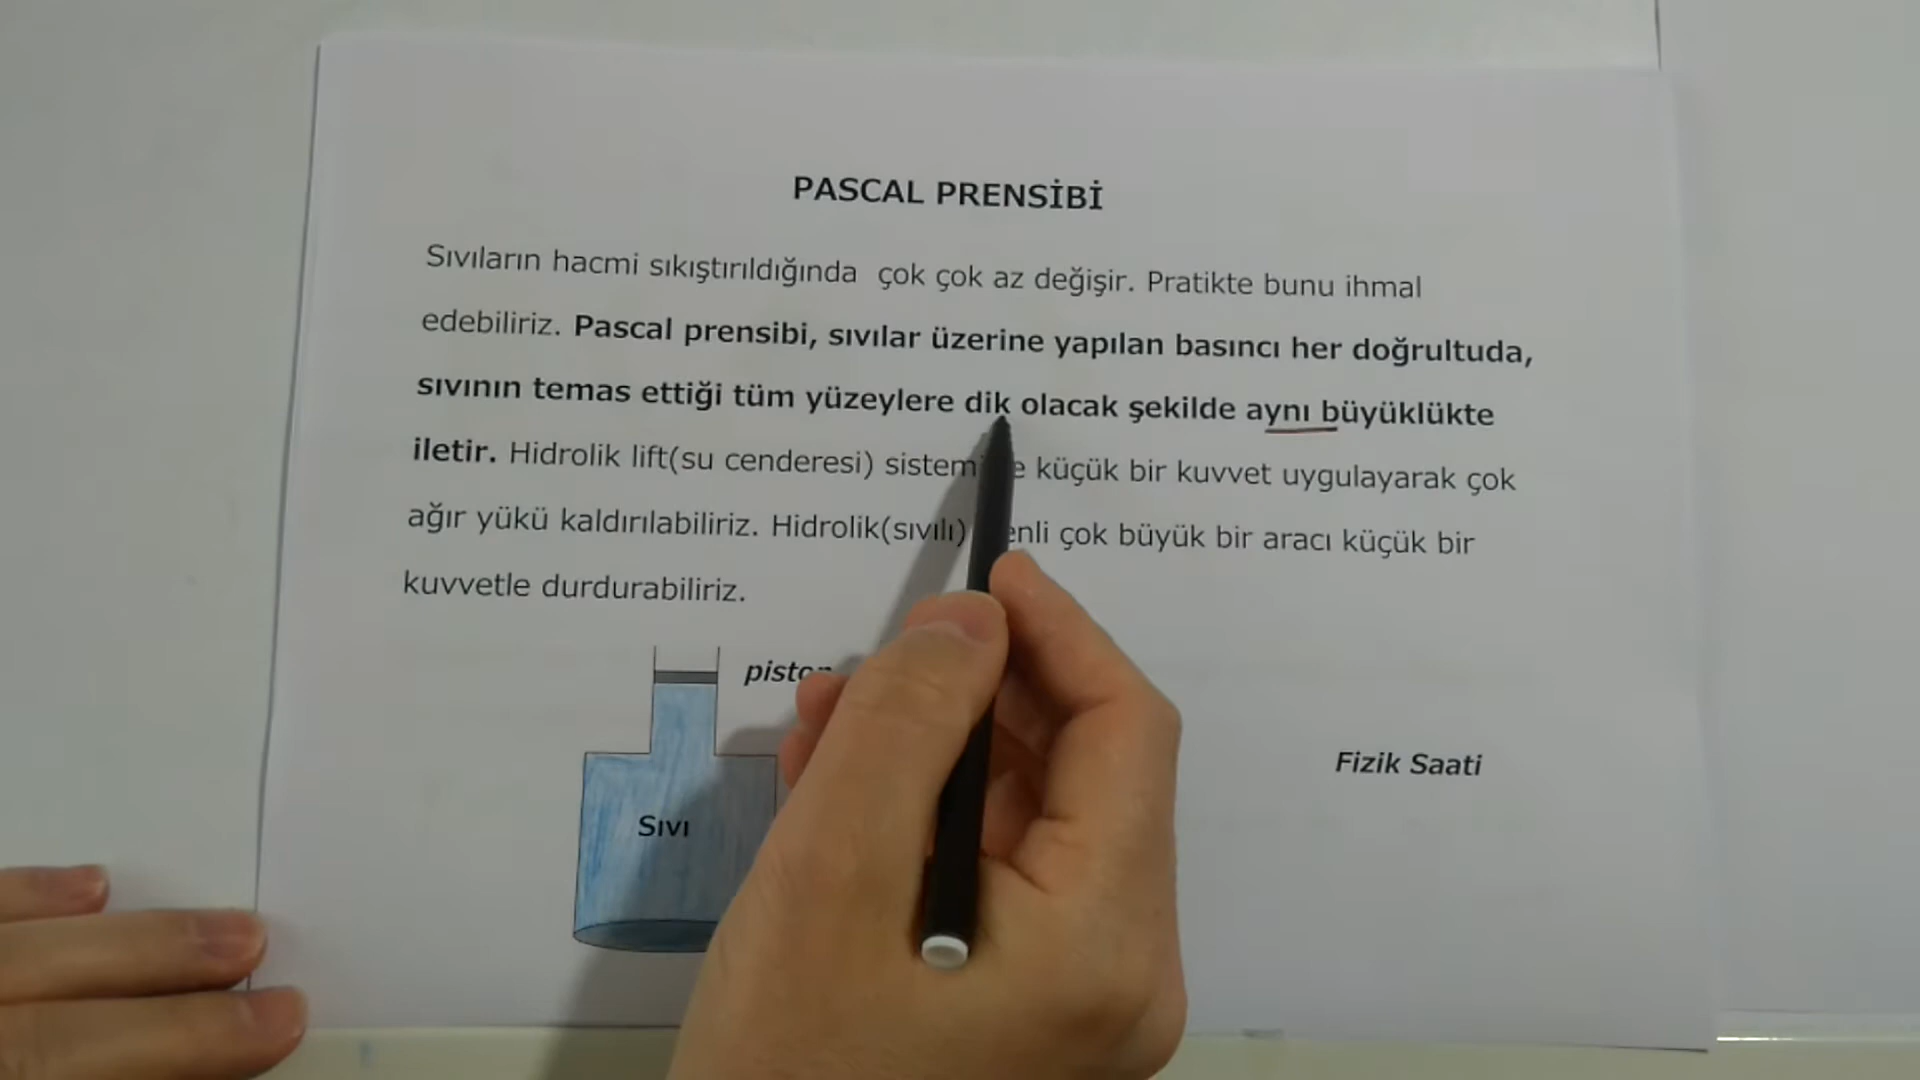 PASCAL PRENSİBİ
Sıvıların hacmi sıkıştırıldığında çok çok az değişir. Pratikte bunu ihmal
edebiliriz. Pascal prensibi, sıvılar üzerine yapılan basıncı her doğrultuda,
sıvının temas ettiği tüm yüzeylere dik olacak şekilde aynı büyüklükte
iletir. Hidrolik lift(su cenderesi) küçük bir kuvvet uygulayarak çok
ağır yükü kaldırılabiliriz. Hidrolik(sıvılı) çok büyük bir aracı küçük bir
kuvvetle durdurabiliriz.
Fizik Saati
Sıvı